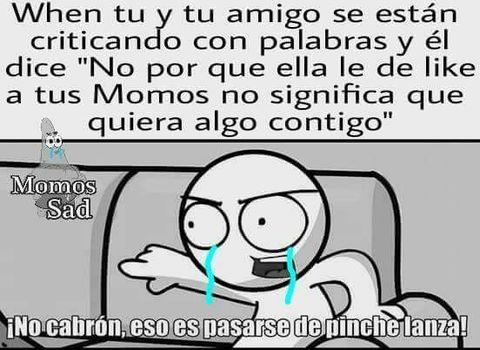 When tu y tu amigo se están
criticando con palabras y él
dice "No por que ella le de like
a tus Momos no significa que
quiera algo contigo"
Momos
Sad
¡No cabrón, eso es pasarse de pinche lanza!